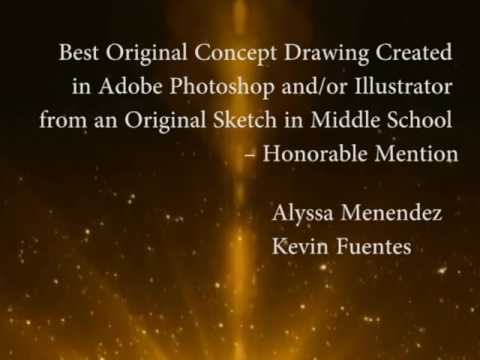 Best Original Concept Drawing Created
in Adobe Photoshop and/or Illustrator
from an Original Sketch in Middle School
– Honorable Mention
Alyssa Menendez
Kevin Fuentes